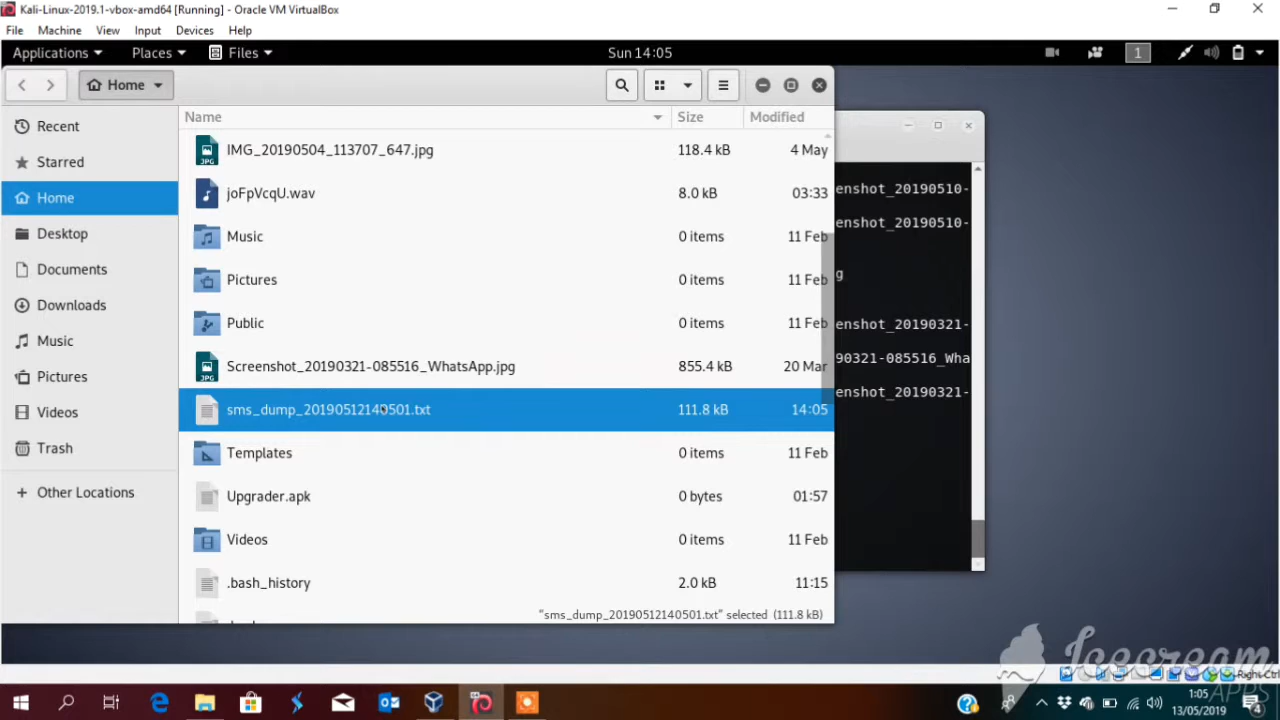 Kali-Linux-2019.1-vbox-amd64 [Running] - Oracle VM VirtualBox
File Machine View Input Devices Help
Applications Places Files Sun 14:05 1
Home
Name Size Modified
Recent
Starred
Home
Desktop
Documents
Downloads
Music
Pictures
Videos
Trash
Other Locations
IMG_20190504_113707_647.jpg 118.4 kB 4 May
joFpVcqU.wav 8.0 kB 03:33
Music 0 items 11 Feb
Pictures 0 items 11 Feb
Public 0 items 11 Feb
Screenshot_20190321-085516_WhatsApp.jpg 855.4 kB 20 Mar
sms_dump_20190512140501.txt 111.8 kB 14:05
Templates 0 items 11 Feb
Upgrader.apk 0 bytes 01:57
Videos 0 items 11 Feb
.bash_history 2.0 kB 11:15
"sms_dump_20190512140501.txt" selected (111.8 kB)
enshot_20190510-
enshot_20190510-
g
enshot_20190321-
90321-085516_Wha
enshot_20190321-
Icecream
APPS
Right Ctrl
1:05
13/05/2019
4